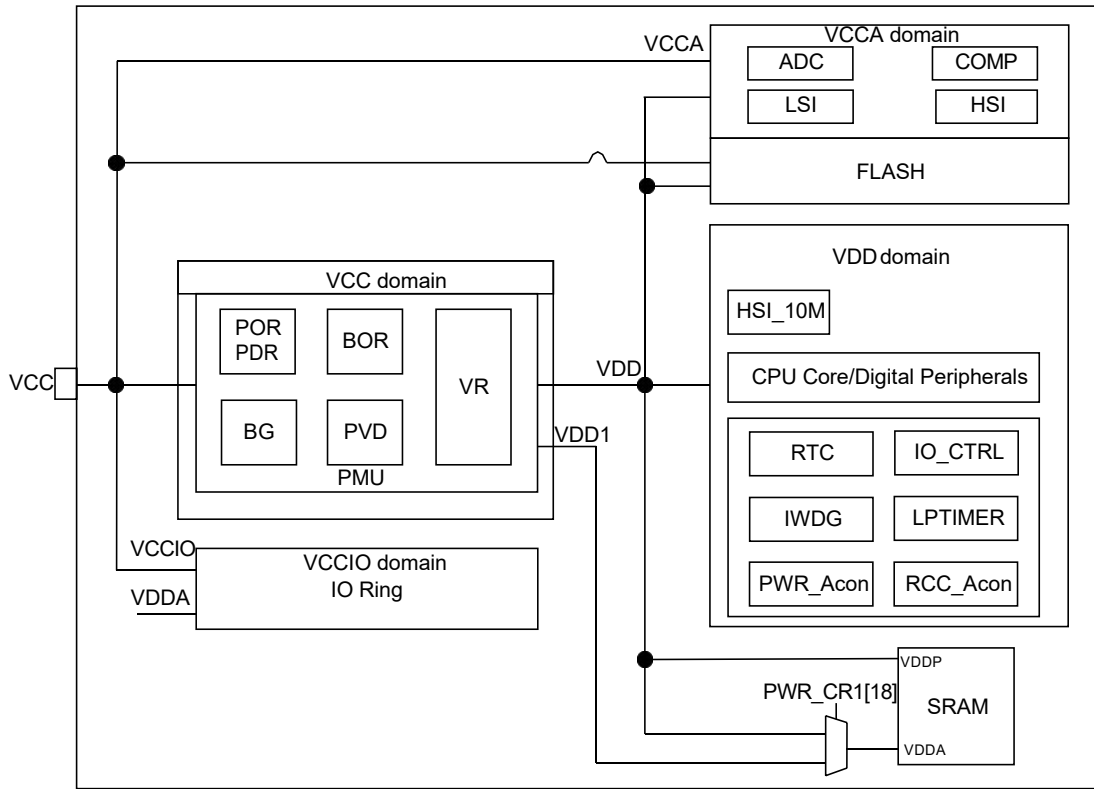 VCCA
VCCA domain
ADC
COMP
LSI
HSI
FLASH
VDD domain
HSI_10M
VCC domain
POR
PDR
BOR
VR
VCC
VDD
CPU Core/Digital Peripherals
BG
PVD
VDD1
PMU
RTC
IO_CTRL
IWDG
LPTIMER
VCCIO
VCCIO domain
IO Ring
VDDA
PWR_Acon
RCC_Acon
VDDP
PWR_CR1[18]
SRAM
VDDA